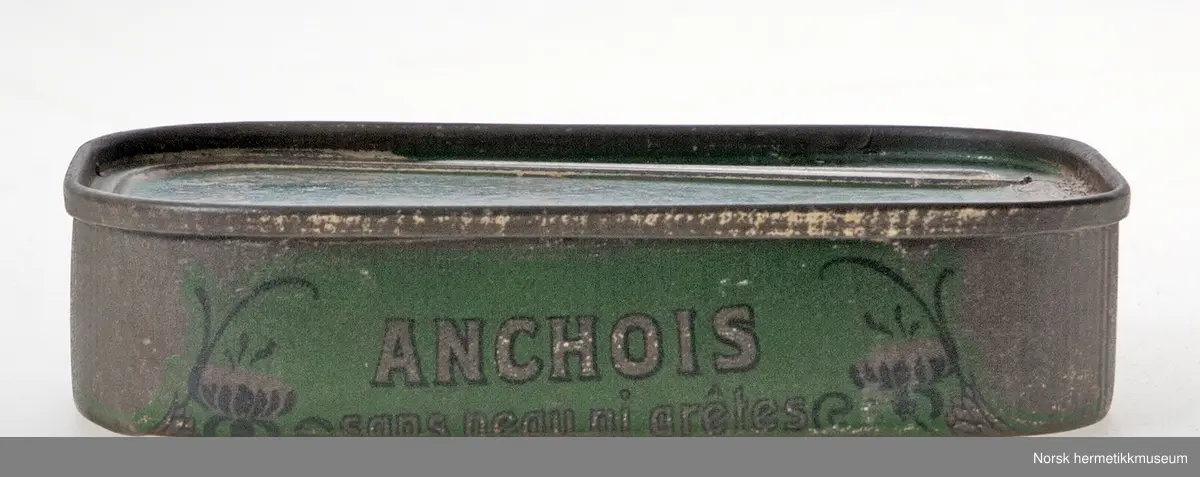 ANCHOIS
sans peau ni arêtes
Norsk hermetikkmuseum